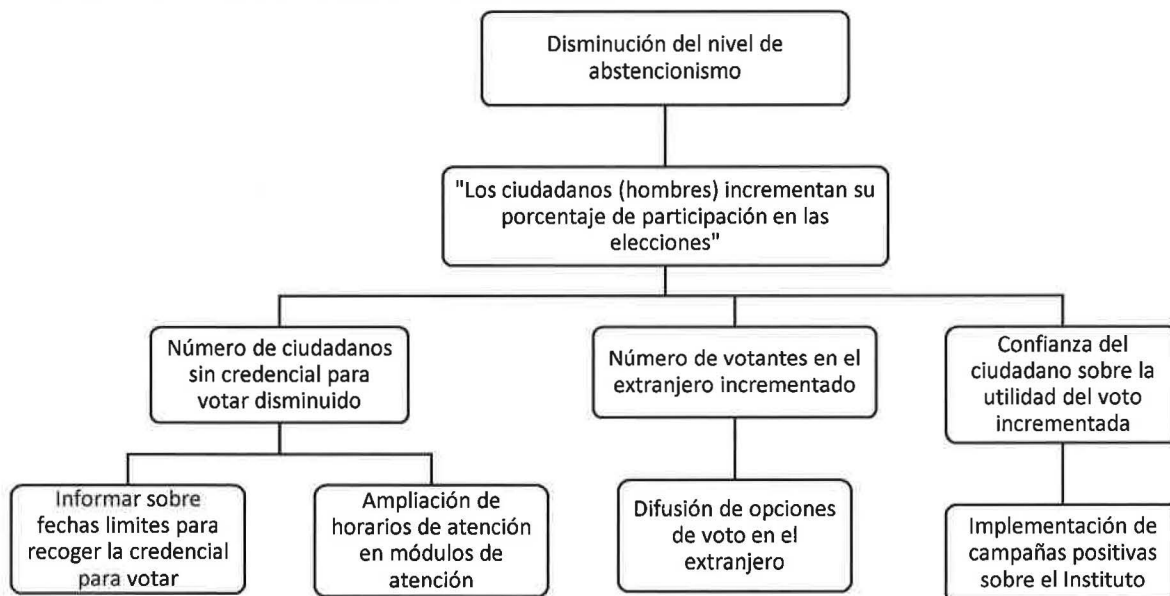 Disminución del nivel de
abstencionismo
"Los ciudadanos (hombres) incrementan su
porcentaje de participación en las
elecciones"
Número de ciudadanos
sin credencial para
votar disminuido
Número de votantes en el
extranjero incrementado
Confianza del
ciudadano sobre la
utilidad del voto
incrementada
Informar sobre
fechas limites para
recoger la credencial
para votar
Ampliación de
horarios de atención
en módulos de
atención
Difusión de opciones
de voto en el
extranjero
Implementación de
campañas positivas
sobre el Instituto